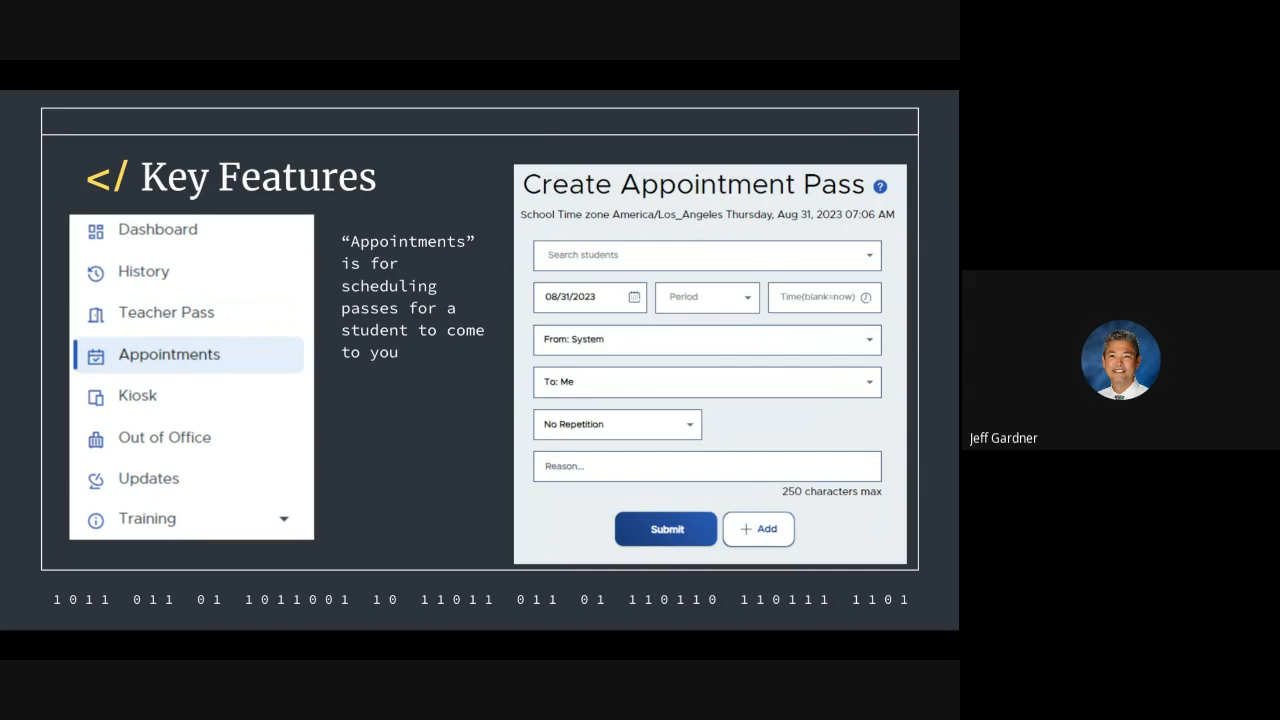 </ Key Features
Dashboard
History
Teacher Pass
Appointments
Kiosk
Out of Office
Updates
Training
“Appointments”
is for
scheduling
passes for a
student to come
to you
Create Appointment Pass ?
School Time zone America/Los_Angeles Thursday, Aug 31, 2023 07:06 AM
Search students
08/31/2023 Period Time(blank=now)
From: System
To: Me
No Repetition
Reason...
250 characters max
Submit + Add
1011 011 01 1011001 10 11011 011 01 110110 110111 1101
Jeff Gardner